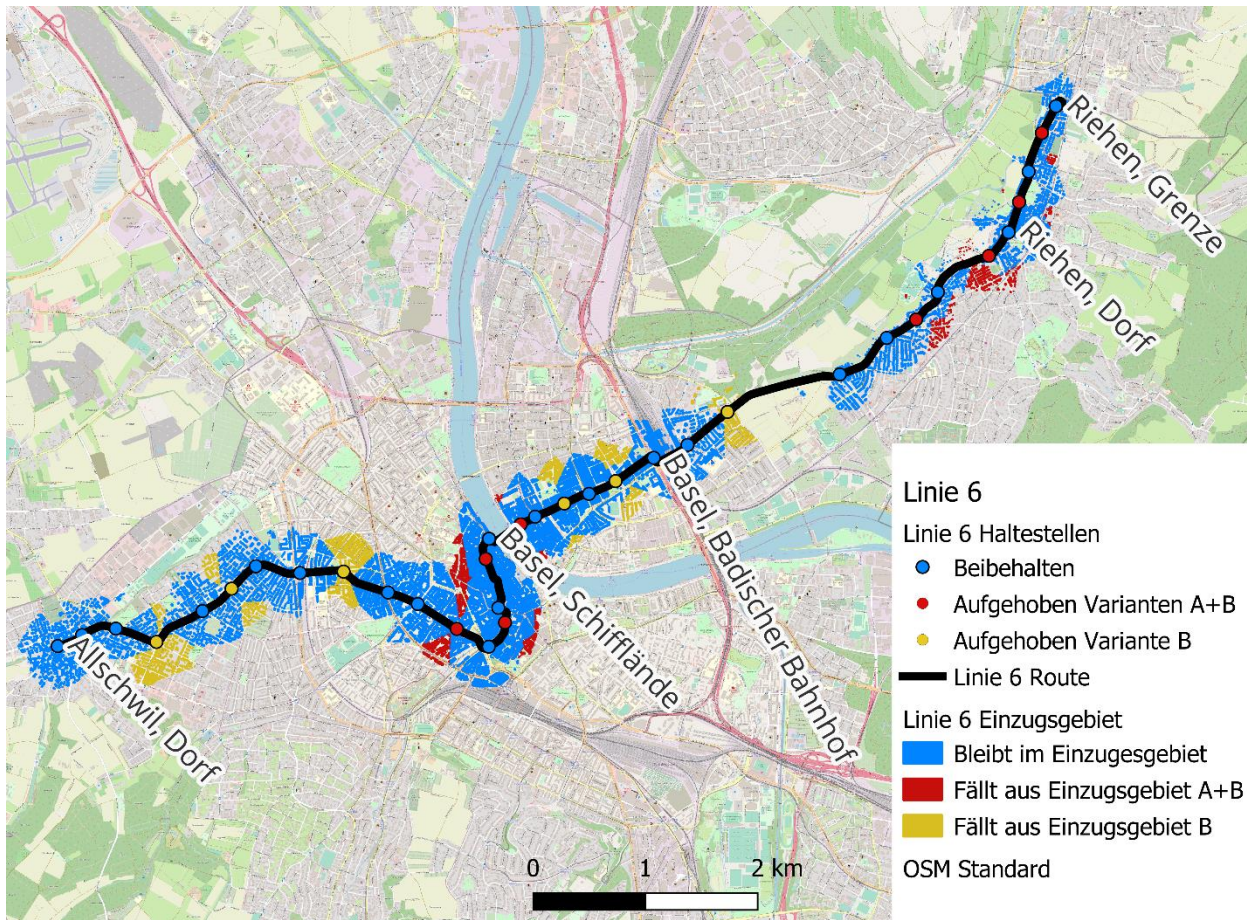 Riehen, Grenze
Riehen, Dorf
Basel, Badischer Bahnhof
Basel, Schifflände
Allschwil, Dorf
Linie 6
Linie 6 Haltestellen
Beibehalten
Aufgehoben Varianten A+B
Aufgehoben Variante B
Linie 6 Route
Linie 6 Einzugsgebiet
Bleibt im Einzugesgebiet
Fällt aus Einzugsgebiet A+B
Fällt aus Einzugsgebiet B
OSM Standard
0 1 2 km